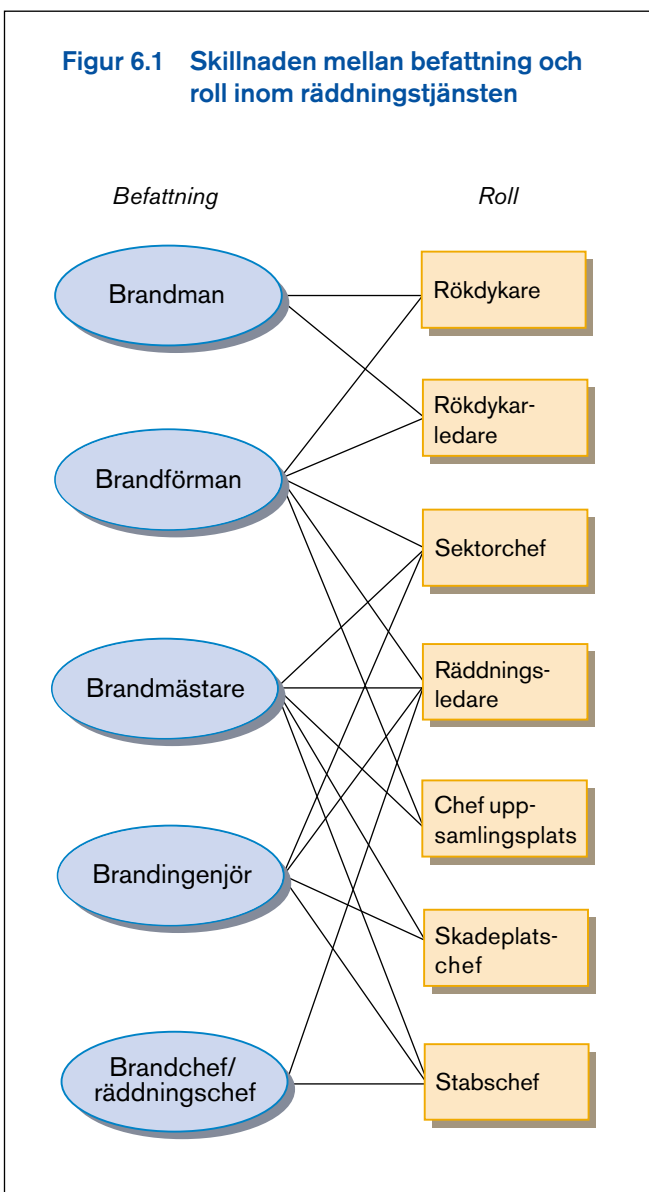 Figur 6.1 Skillnaden mellan befattning och
roll inom räddningstjänsten
Befattning
Roll
Brandman
Rökdykare
Rökdykar-
ledare
Brandförman
Sektorchef
Brandmästare
Räddnings-
ledare
Chef upp-
samlingsplats
Brandingenjör
Skadeplats-
chef
Brandchef/
räddningschef
Stabschef